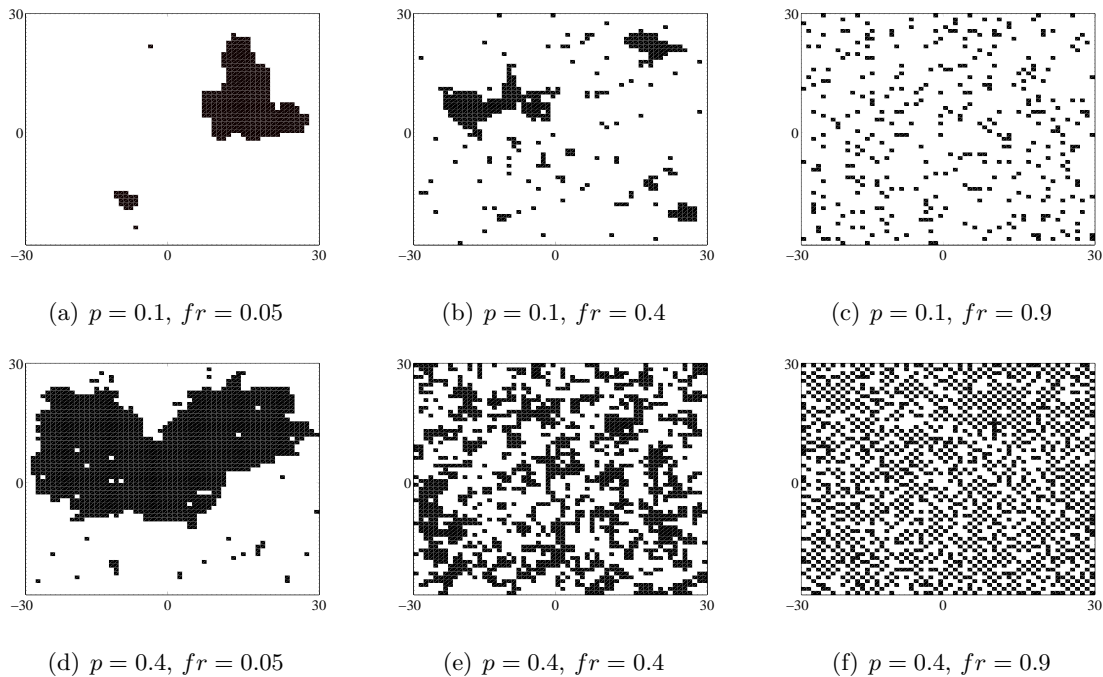 30
30
30
0
0
0
−30 0 30
−30 0 30
−30 0 30
(a) p = 0.1, fr = 0.05
(b) p = 0.1, fr = 0.4
(c) p = 0.1, fr = 0.9
30
30
30
0
0
0
−30 0 30
−30 0 30
−30 0 30
(d) p = 0.4, fr = 0.05
(e) p = 0.4, fr = 0.4
(f) p = 0.4, fr = 0.9